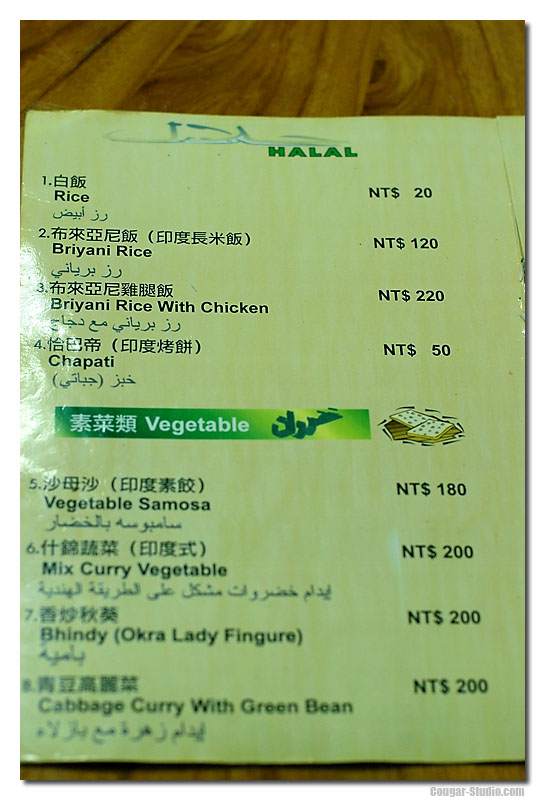 حلال
HALAL
1.白飯
Rice
رز أبيض
NT$ 20
2.布來亞尼飯（印度長米飯）
Briyani Rice
رز برياني
NT$ 120
3.布來亞尼雞腿飯
Briyani Rice With Chicken
رز برياني مع دجاج
NT$ 220
4.恰巴帝（印度烤餅）
Chapati
خبز (جباتي)
NT$ 50
素菜類 Vegetable خضروات
5.沙母沙（印度素餃）
Vegetable Samosa
سامبوسه بالخضار
NT$ 180
6.什錦蔬菜（印度式）
Mix Curry Vegetable
إيدام خضروات مشكل على الطريقة الهندية
NT$ 200
7.香炒秋葵
Bhindy (Okra Lady Fingure)
بامية
NT$ 200
8.青豆高麗菜
Cabbage Curry With Green Bean
إيدام زهرة مع بازلاء
NT$ 200
Cougar-Studio.com